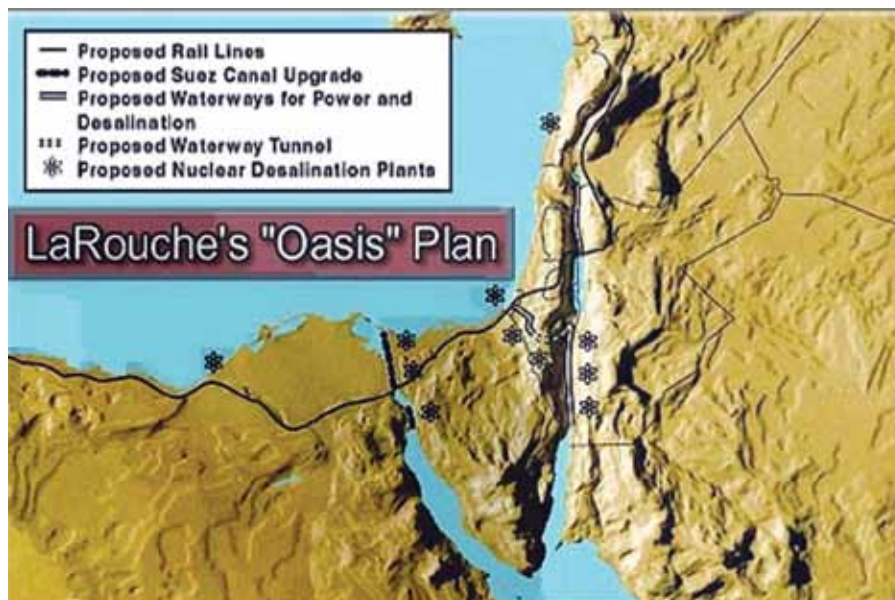 Proposed Rail Lines
Proposed Suez Canal Upgrade
Proposed Waterways for Power and
Desalination
Proposed Waterway Tunnel
Proposed Nuclear Desalination Plants
LaRouche's "Oasis" Plan